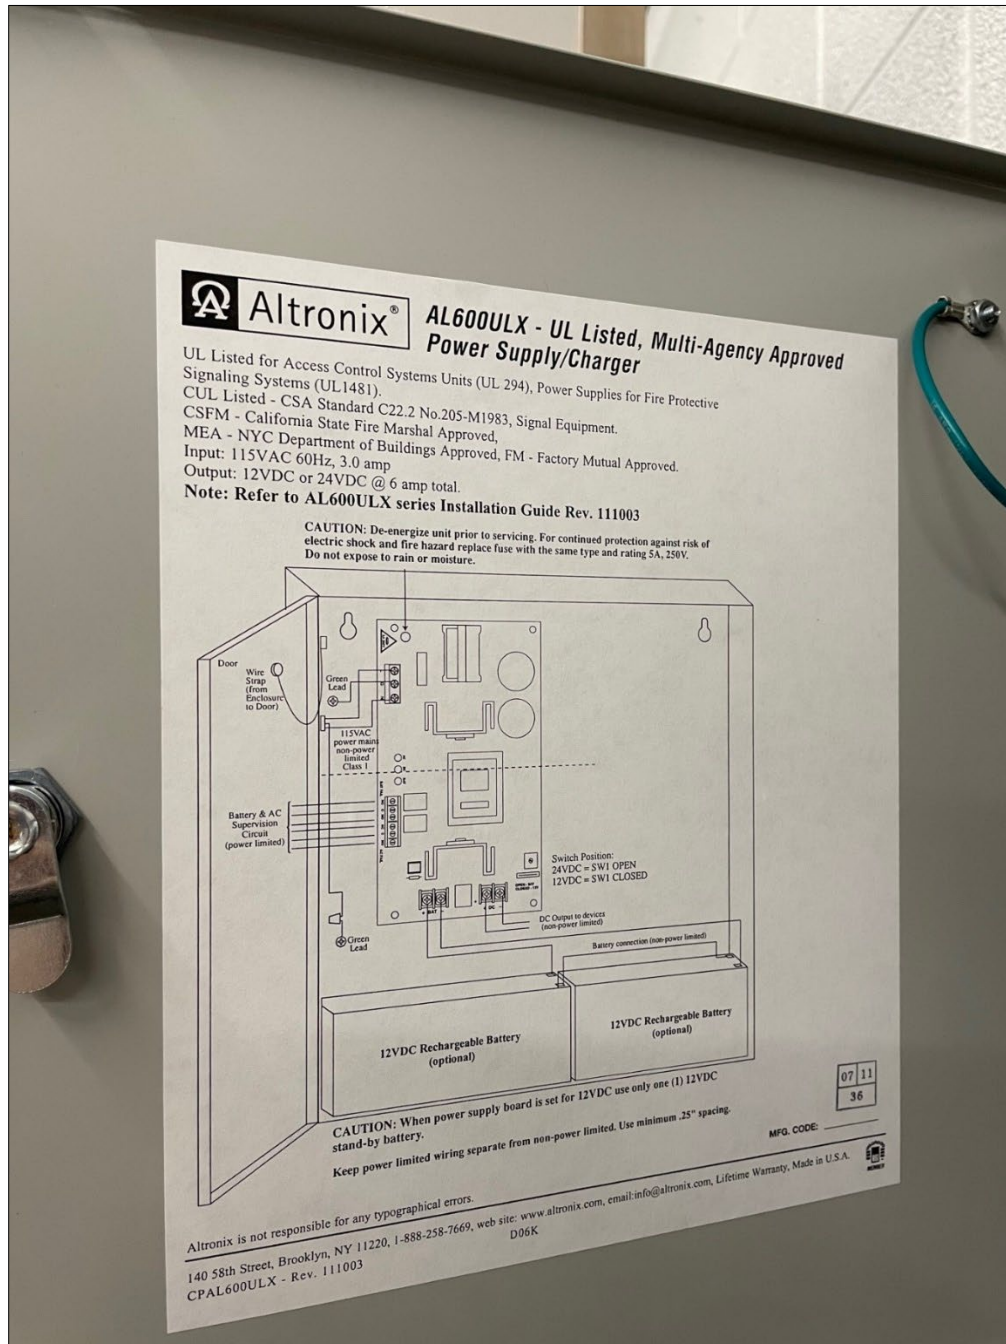 Altronix®
AL600ULX - UL Listed, Multi-Agency Approved
Power Supply/Charger
UL Listed for Access Control Systems Units (UL 294), Power Supplies for Fire Protective
Signaling Systems (UL1481).
CUL Listed - CSA Standard C22.2 No.205-M1983, Signal Equipment.
CSFM - California State Fire Marshal Approved,
MEA - NYC Department of Buildings Approved, FM - Factory Mutual Approved.
Input: 115VAC 60Hz, 3.0 amp
Output: 12VDC or 24VDC @ 6 amp total.
Note: Refer to AL600ULX series Installation Guide Rev. 111003
CAUTION: De-energize unit prior to servicing. For continued protection against risk of
electric shock and fire hazard replace fuse with the same type and rating 5A, 250V.
Do not expose to rain or moisture.
Door
Wire
Strap
(from
Enclosure
to Door)
Green
Lead
115VAC
power mains
non-power
limited
Class 1
Battery & AC
Supervision
Circuit
(power limited)
Switch Position:
24VDC = SW1 OPEN
12VDC = SW1 CLOSED
+ BAT -
+ DC -
DC Output to devices
(non-power limited)
Green
Lead
Battery connection (non-power limited)
12VDC Rechargeable Battery
(optional)
12VDC Rechargeable Battery
(optional)
CAUTION: When power supply board is set for 12VDC use only one (1) 12VDC
stand-by battery.
Keep power limited wiring separate from non-power limited. Use minimum .25" spacing.
07 11
36
MFG. CODE:
Altronix is not responsible for any typographical errors.
140 58th Street, Brooklyn, NY 11220, 1-888-258-7669, web site: www.altronix.com, email:info@altronix.com, Lifetime Warranty, Made in U.S.A.
CPAL600ULX - Rev. 111003
D06K